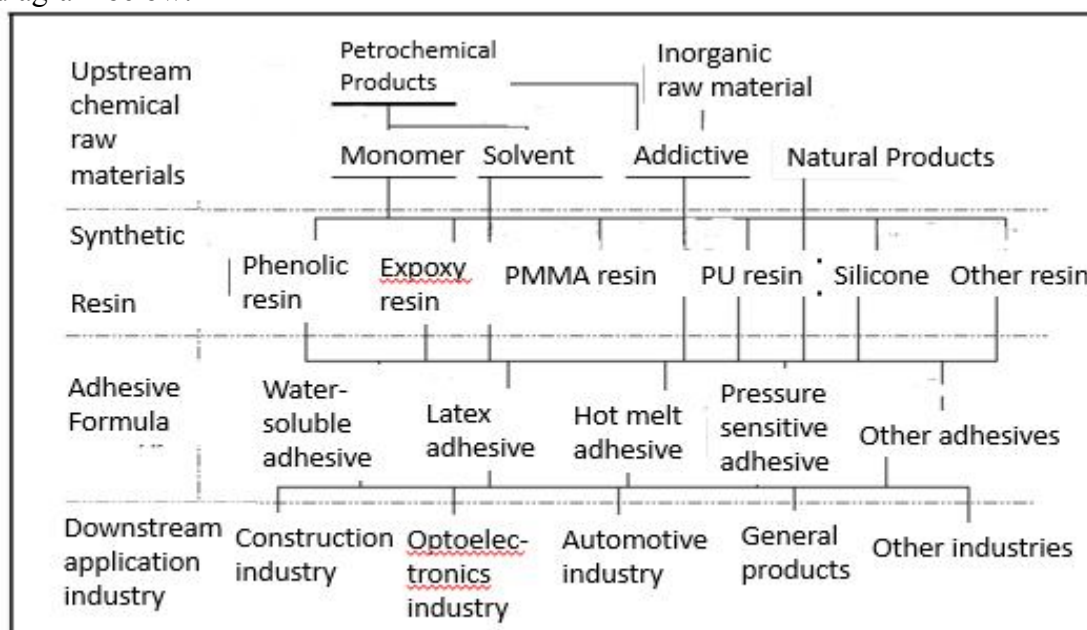 Petrochemical
Products
Inorganic
raw material
Upstream
chemical
raw
materials
Monomer Solvent Addictive Natural Products
Synthetic
Resin
Phenolic
resin
Expoxy
resin
PMMA resin
PU resin
Silicone
Other resin
Adhesive
Formula
Water-
soluble
adhesive
Latex
adhesive
Hot melt
adhesive
Pressure
sensitive
adhesive
Other adhesives
Downstream
application
industry
Construction
industry
Optoelec-
tronics
industry
Automotive
industry
General
products
Other industries